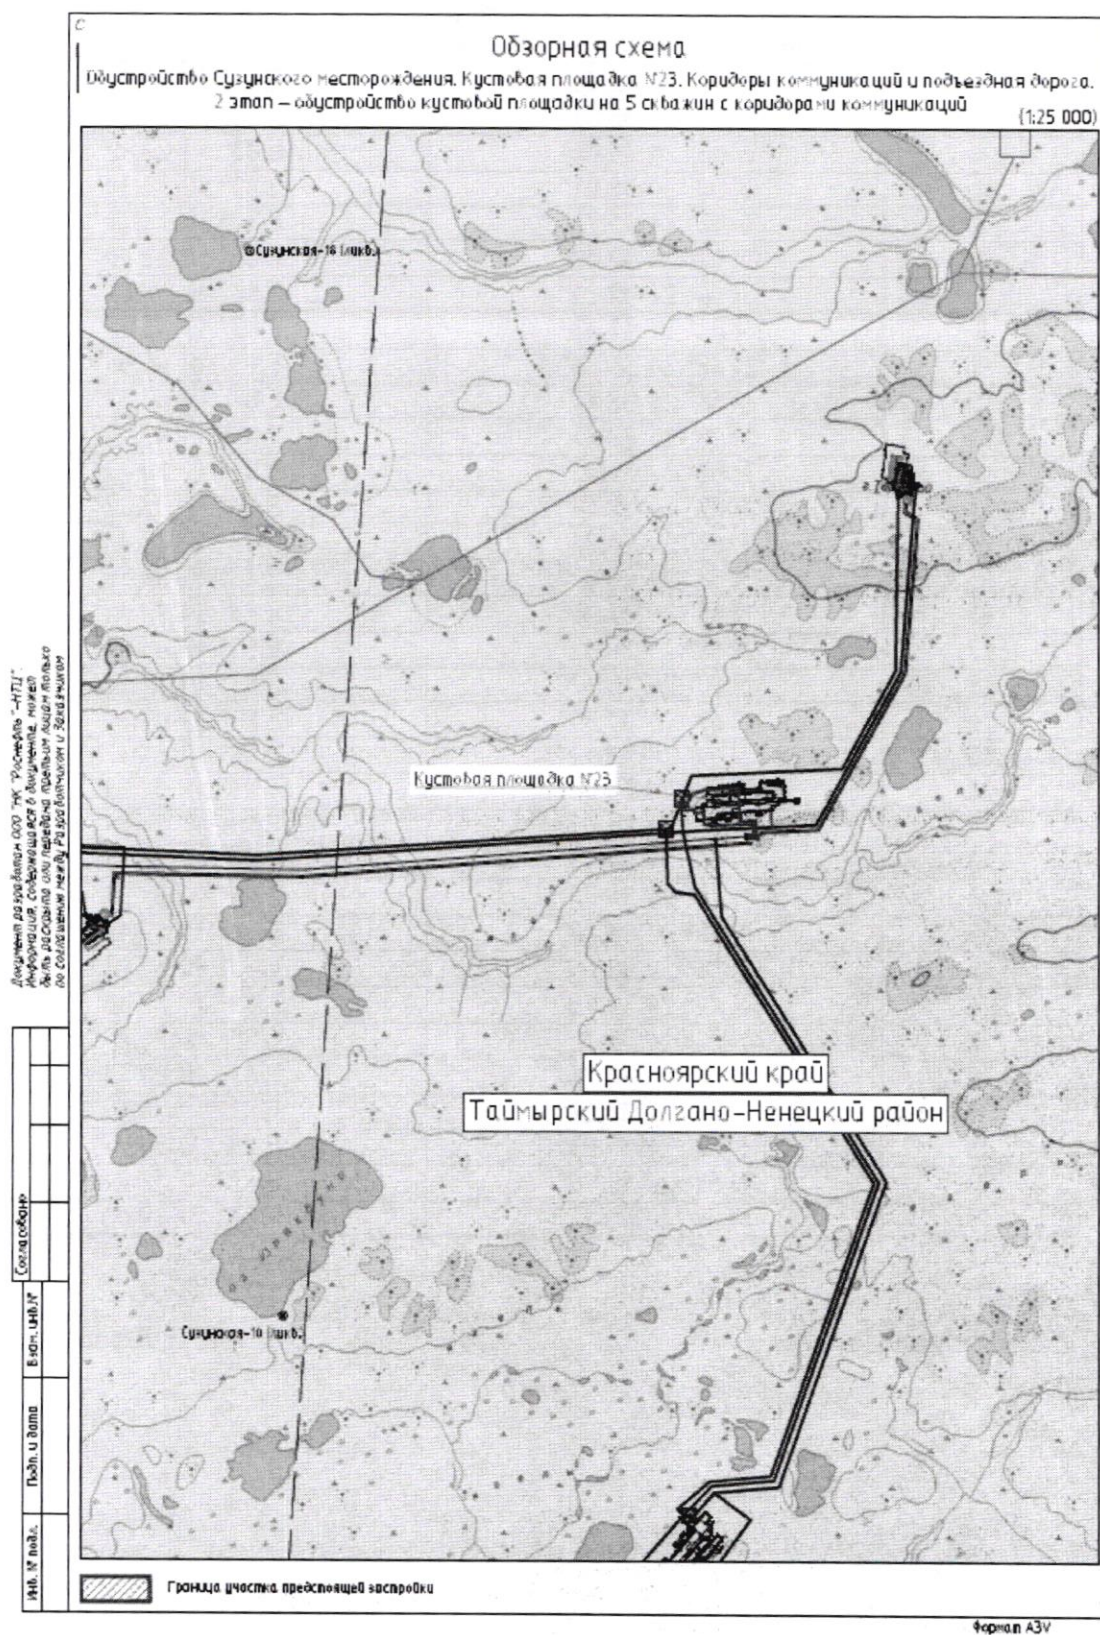 С
Обзорная схема
Обустройство Сузунского месторождения. Кустовая площадка №23. Коридоры коммуникаций и подъездная дорога.
2 этап – обустройство кустовой площадки на 5 скважин с коридорами коммуникаций
(1:25 000)
Сузунская-18 (ликв.)
Кустовая площадка №23
Красноярский край
Таймырский Долгано-Ненецкий район
Сузунская-10 (ликв.
Документ разработан ООО "НК "Роснефть"-НТЦ".
Информация, содержащаяся в документе, может
быть раскрыта или передана третьим лицам только
по соглашению между Разработчиком и Заказчиком
Согласовано
Взам. инв.№
Подп. и дата
Инв. № подл.
Граница участка предстоящей застройки
Формат А3V